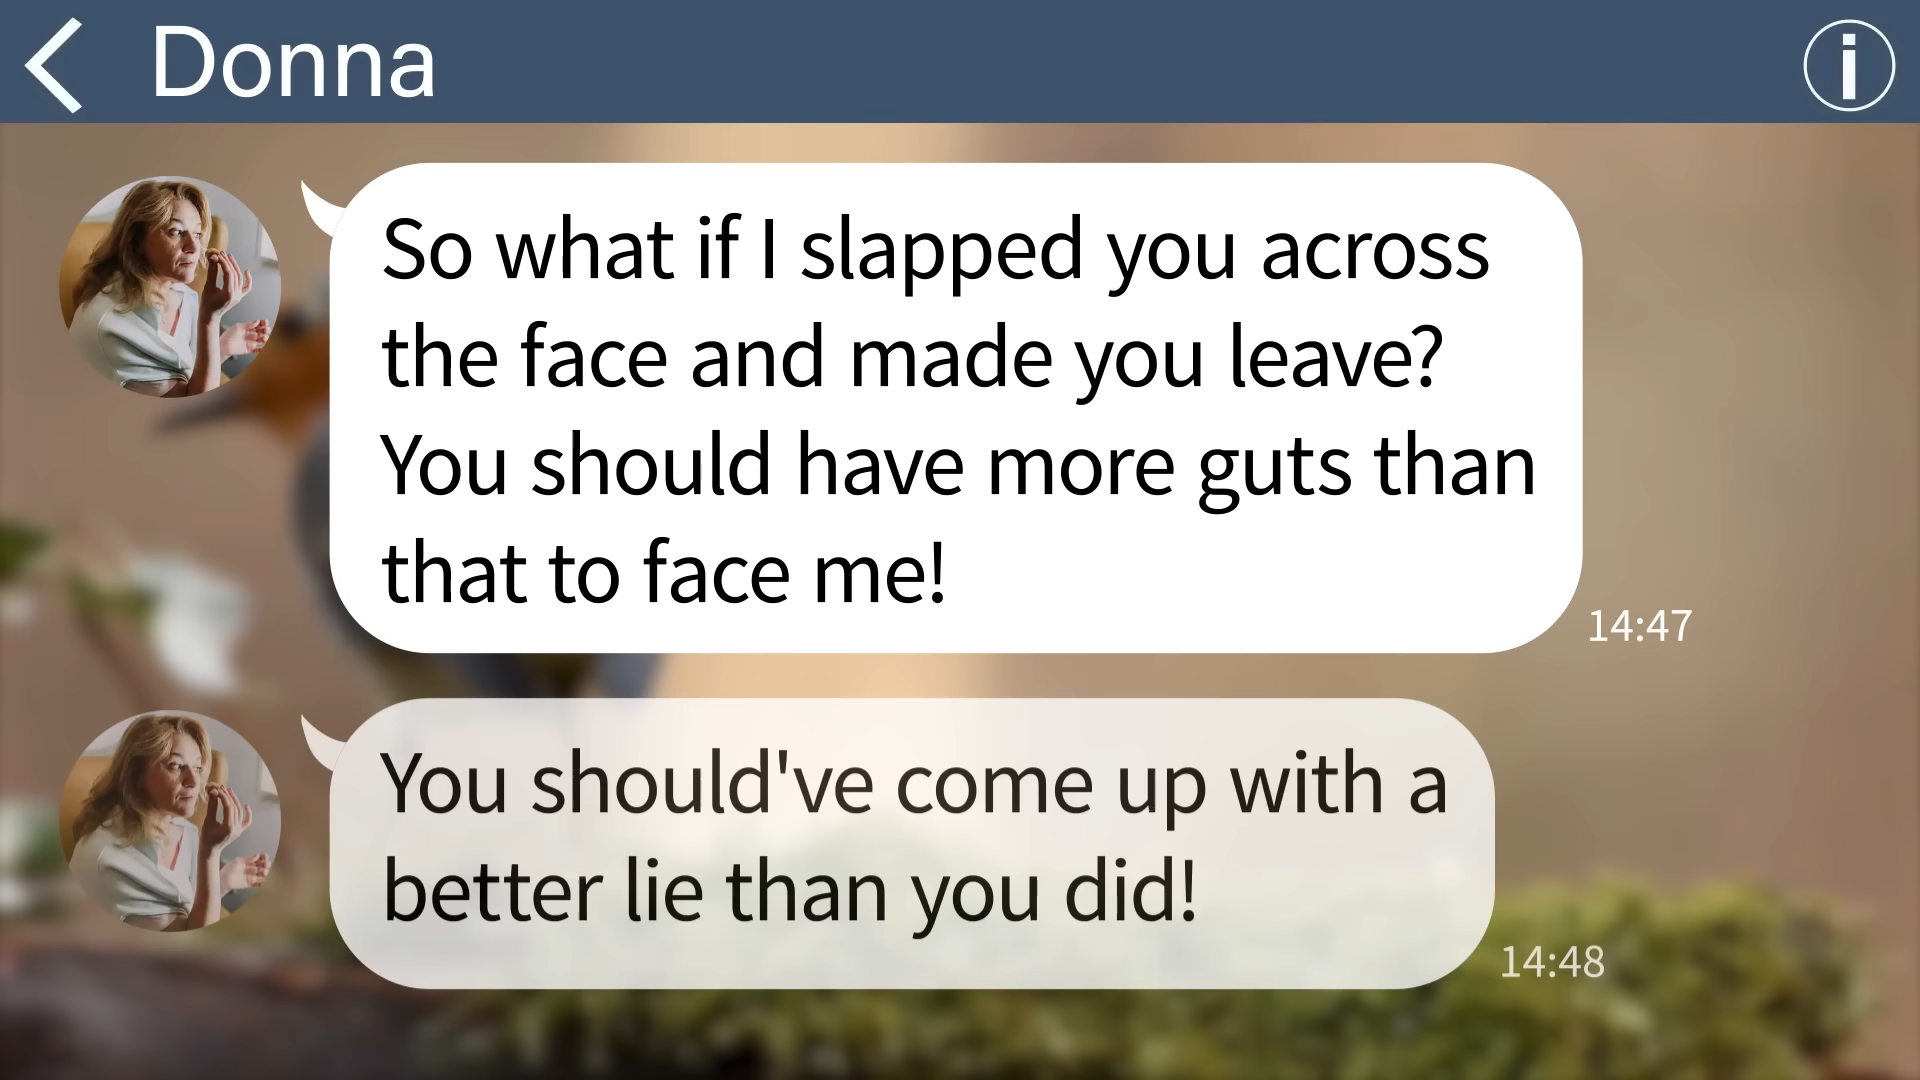 Donna
So what if I slapped you across
the face and made you leave?
You should have more guts than
that to face me!
14:47
You should've come up with a
better lie than you did!
14:48